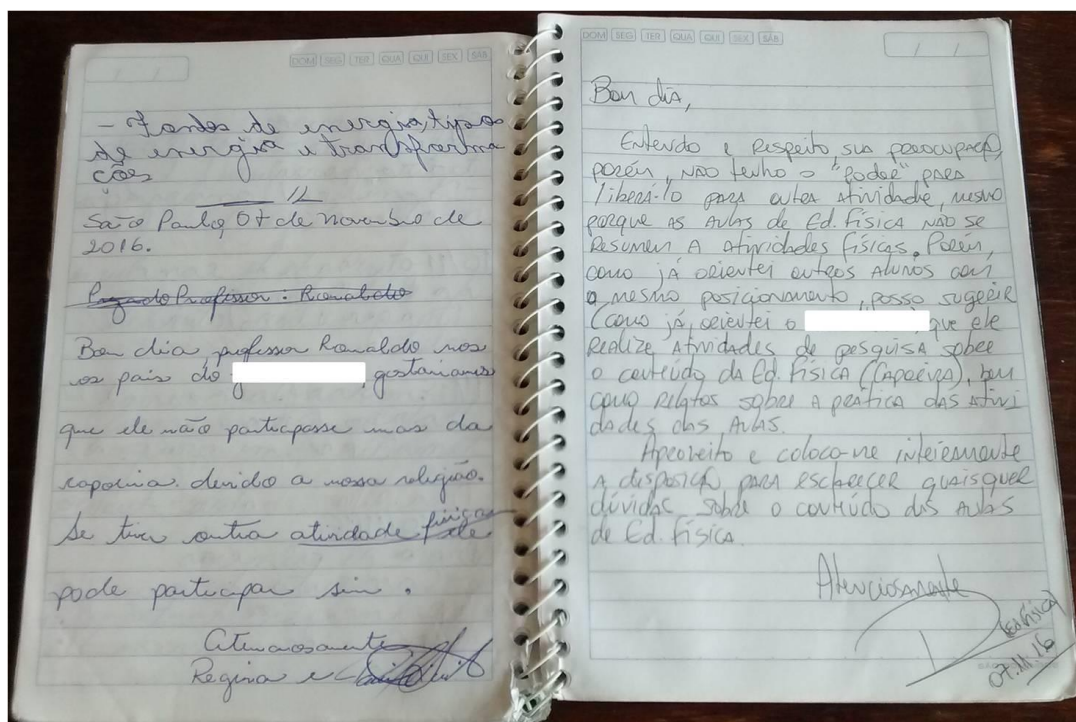 DOM SEG TER QUA QUI SEX SÁB
- Fontes de energia, tipos
de energia e transforma
ções
São Paulo, 07 de novembro de
2016.
Professor: Ronaldo
Bom dia, professor Ronaldo nos
os pais do , gostariamos
que ele não participasse mas da
capoeira devido a nossa religião.
Se tiver outra atividade física ele
pode participar sim.
Atenciosamente
Regina e
DOM SEG TER QUA QUI SEX SÁB
Bom dia,
Entendo e respeito sua preocupação,
porém, não tenho o "poder" para
liberá-lo para outra atividade, mesmo
porque as aulas de Ed. Física não se
resumem a atividades físicas. Porém,
como já orientei outros alunos com
o mesmo posicionamento, posso sugerir
(como já orientei o , que ele
realize atividades de pesquisa sobre
o conteúdo da Ed. Física (Capoeira), bem
como relatos sobre a prática das ativi
dades das aulas.
Aproveito e coloco-me inteiramente
a disposição para esclarecer quaisquer
dúvidas sobre o conteúdo das aulas
de Ed. Física.
Atenciosamente
(Ed. Física)
07.11.16